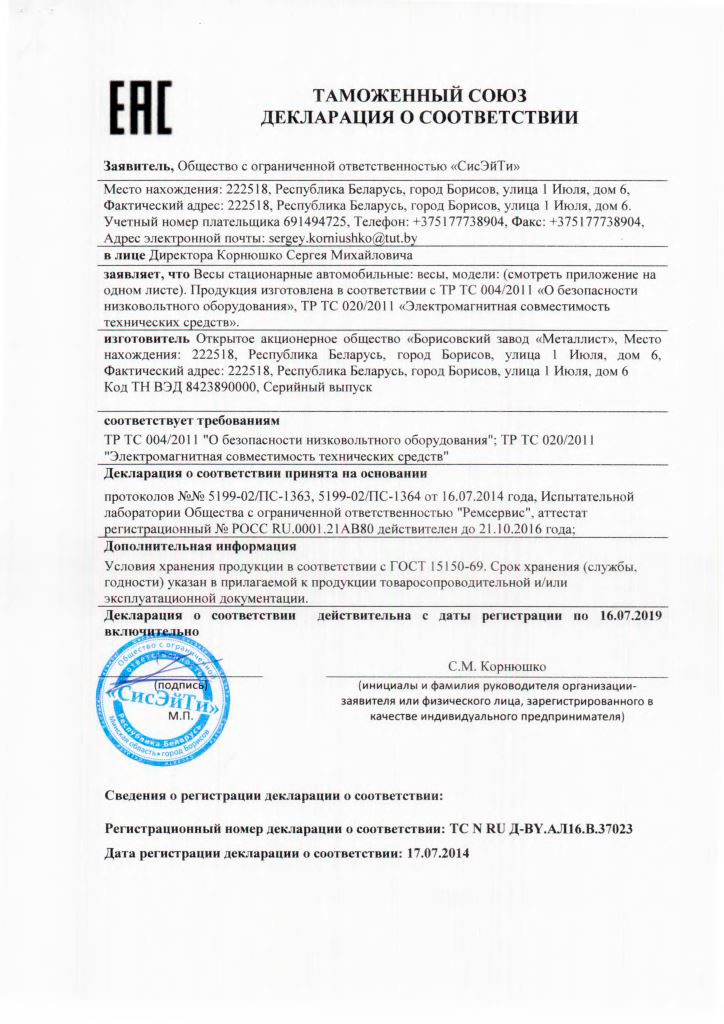 ЕАС
ТАМОЖЕННЫЙ СОЮЗ
ДЕКЛАРАЦИЯ О СООТВЕТСТВИИ
Заявитель, Общество с ограниченной ответственностью «СисЭйТи»
Место нахождения: 222518, Республика Беларусь, город Борисов, улица 1 Июля, дом 6,
Фактический адрес: 222518, Республика Беларусь, город Борисов, улица 1 Июля, дом 6.
Учетный номер плательщика 691494725, Телефон: +375177738904, Факс: +375177738904,
Адрес электронной почты: sergey.korniushko@tut.by
в лице Директора Корнюшко Сергея Михайловича
заявляет, что Весы стационарные автомобильные: весы, модели: (смотреть приложение на
одном листе). Продукция изготовлена в соответствии с ТР ТС 004/2011 «О безопасности
низковольтного оборудования», ТР ТС 020/2011 «Электромагнитная совместимость
технических средств».
изготовитель Открытое акционерное общество «Борисовский завод «Металлист», Место
нахождения: 222518, Республика Беларусь, город Борисов, улица 1 Июля, дом 6,
Фактический адрес: 222518, Республика Беларусь, город Борисов, улица 1 Июля, дом 6
Код ТН ВЭД 8423890000, Серийный выпуск
соответствует требованиям
ТР ТС 004/2011 "О безопасности низковольтного оборудования"; ТР ТС 020/2011
"Электромагнитная совместимость технических средств"
Декларация о соответствии принята на основании
протоколов №№ 5199-02/ПС-1363, 5199-02/ПС-1364 от 16.07.2014 года, Испытательной
лаборатории Общества с ограниченной ответственностью "Ремсервис", аттестат
регистрационный № РОСС RU.0001.21АВ80 действителен до 21.10.2016 года;
Дополнительная информация
Условия хранения продукции в соответствии с ГОСТ 15150-69. Срок хранения (службы,
годности) указан в прилагаемой к продукции товаросопроводительной и/или
эксплуатационной документации.
Декларация о соответствии действительна с даты регистрации по 16.07.2019
включительно
Общество с ограниченной
ответственностью
(подпись)
«СисЭйТи»
М.П.
Республика Беларусь
Минская область • город Борисов
С.М. Корнюшко
(инициалы и фамилия руководителя организации-
заявителя или физического лица, зарегистрированного в
качестве индивидуального предпринимателя)
Сведения о регистрации декларации о соответствии:
Регистрационный номер декларации о соответствии: ТС N RU Д-BY.АЛ16.В.37023
Дата регистрации декларации о соответствии: 17.07.2014